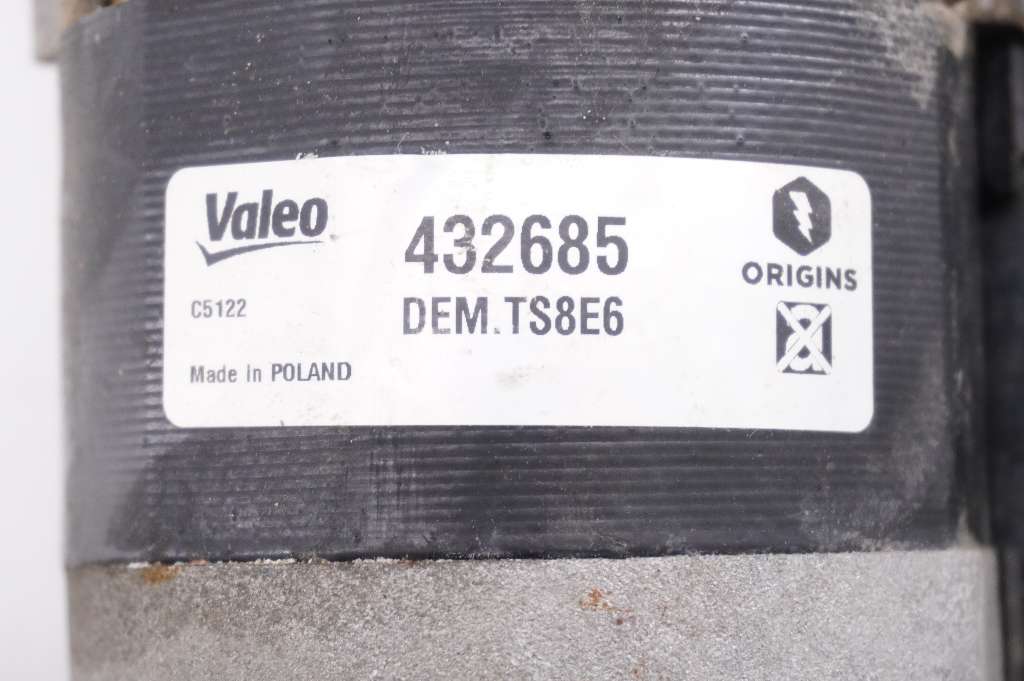 Valeo
432685
ORIGINS
C5122
DEM.TS8E6
Made in POLAND